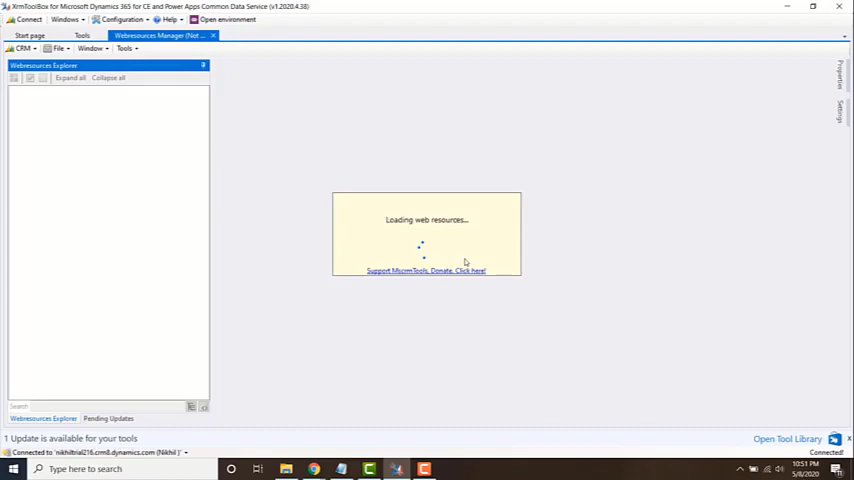 XrmToolBox for Microsoft Dynamics 365 for CE and Power Apps Common Data Service (v1.2020.4.38)
Connect Windows Configuration Help Open environment
Start page Tools Webresources Manager (Not ...
CRM File Window Tools
Webresources Explorer
Expand all Collapse all
Properties
Settings
Loading web resources...
Support MscrmTools, Donate. Click here!
Search
Webresources Explorer Pending Updates
1 Update is available for your tools Open Tool Library
Connected to 'nikhiltrial216.crm8.dynamics.com (Nikhil)' Connected!
Type here to search
10:51 PM
5/8/2020